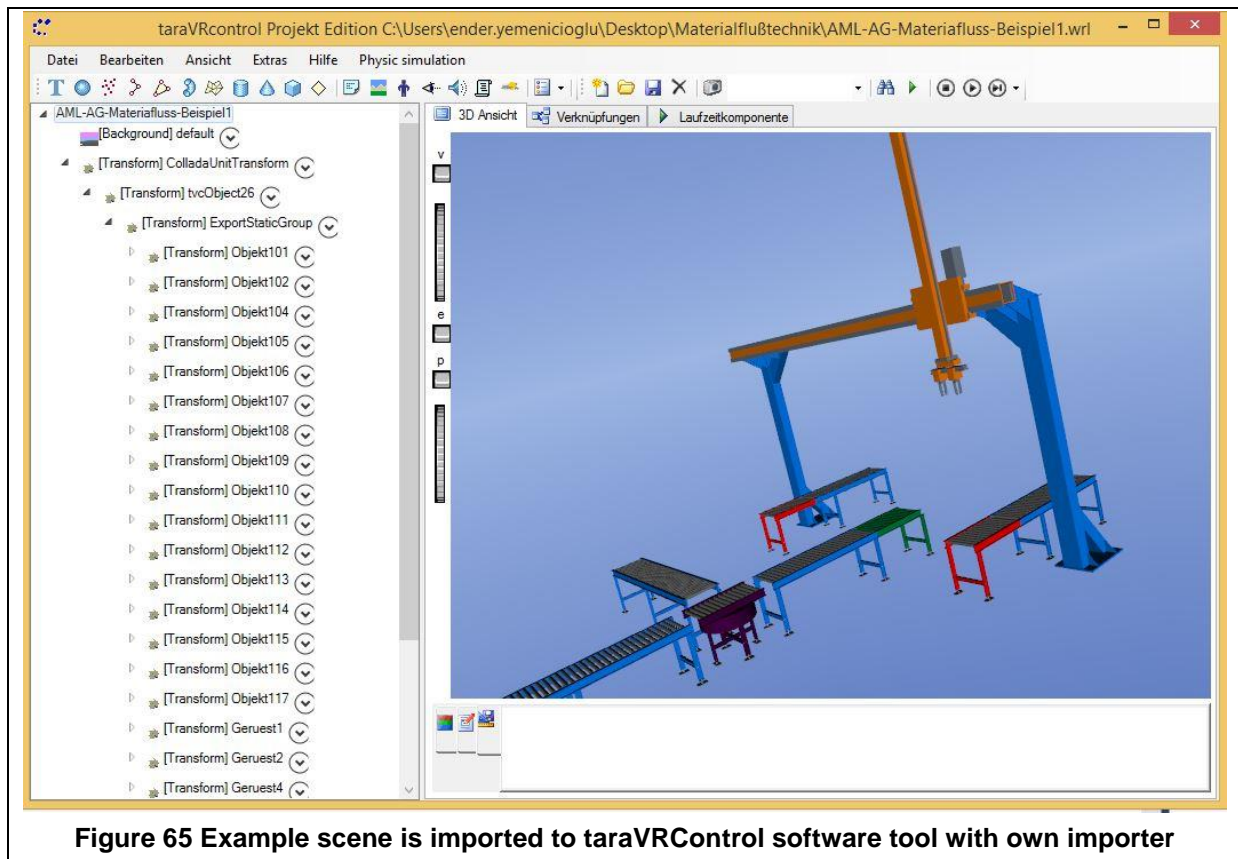 taraVRcontrol Projekt Edition C:\Users\ender.yemenicioglu\Desktop\Materialflußtechnik\AML-AG-Materiafluss-Beispiel1.wrl
Datei Bearbeiten Ansicht Extras Hilfe Physic simulation
AML-AG-Materiafluss-Beispiel1
[Background] default
[Transform] ColladaUnitTransform
[Transform] tvcObject26
[Transform] ExportStaticGroup
[Transform] Objekt101
[Transform] Objekt102
[Transform] Objekt104
[Transform] Objekt105
[Transform] Objekt106
[Transform] Objekt107
[Transform] Objekt108
[Transform] Objekt109
[Transform] Objekt110
[Transform] Objekt111
[Transform] Objekt112
[Transform] Objekt113
[Transform] Objekt114
[Transform] Objekt115
[Transform] Objekt116
[Transform] Objekt117
[Transform] Geruest1
[Transform] Geruest2
[Transform] Geruest4
3D Ansicht Verknüpfungen Laufzeitkomponente
v
e
p
Figure 65 Example scene is imported to taraVRControl software tool with own importer